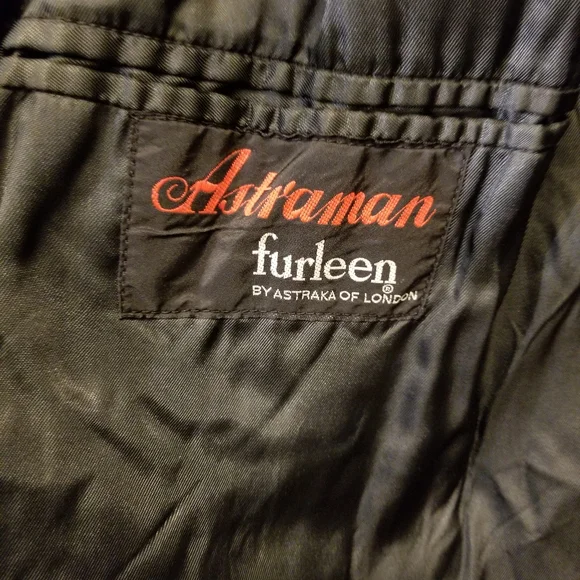 Astraman
furleen®
BY ASTRAKA OF LONDON